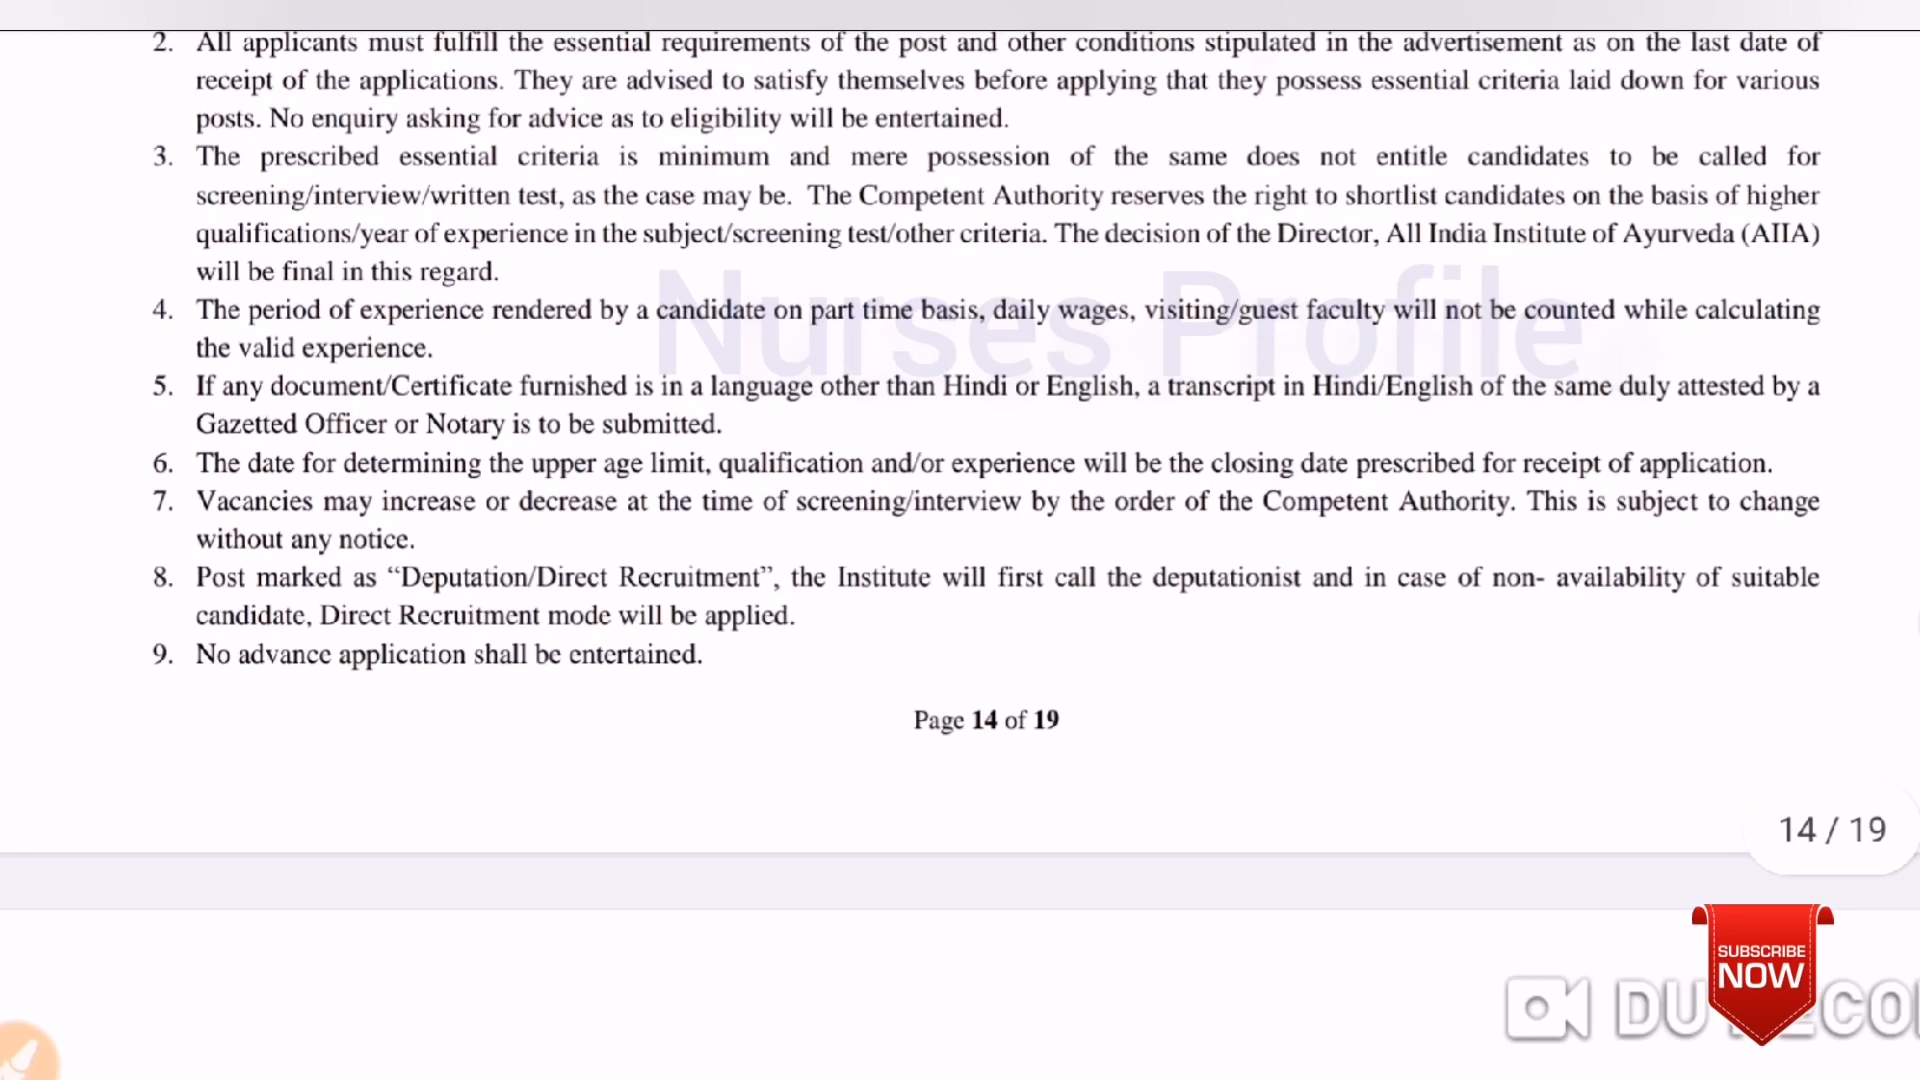 2. All applicants must fulfill the essential requirements of the post and other conditions stipulated in the advertisement as on the last date of
receipt of the applications. They are advised to satisfy themselves before applying that they possess essential criteria laid down for various
posts. No enquiry asking for advice as to eligibility will be entertained.
3. The prescribed essential criteria is minimum and mere possession of the same does not entitle candidates to be called for
screening/interview/written test, as the case may be. The Competent Authority reserves the right to shortlist candidates on the basis of higher
qualifications/year of experience in the subject/screening test/other criteria. The decision of the Director, All India Institute of Ayurveda (AIIA)
will be final in this regard.
Nurses Profile
4. The period of experience rendered by a candidate on part time basis, daily wages, visiting/guest faculty will not be counted while calculating
the valid experience.
5. If any document/Certificate furnished is in a language other than Hindi or English, a transcript in Hindi/English of the same duly attested by a
Gazetted Officer or Notary is to be submitted.
6. The date for determining the upper age limit, qualification and/or experience will be the closing date prescribed for receipt of application.
7. Vacancies may increase or decrease at the time of screening/interview by the order of the Competent Authority. This is subject to change
without any notice.
8. Post marked as “Deputation/Direct Recruitment”, the Institute will first call the deputationist and in case of non- availability of suitable
candidate, Direct Recruitment mode will be applied.
9. No advance application shall be entertained.
Page 14 of 19
14 / 19
SUBSCRIBE
NOW